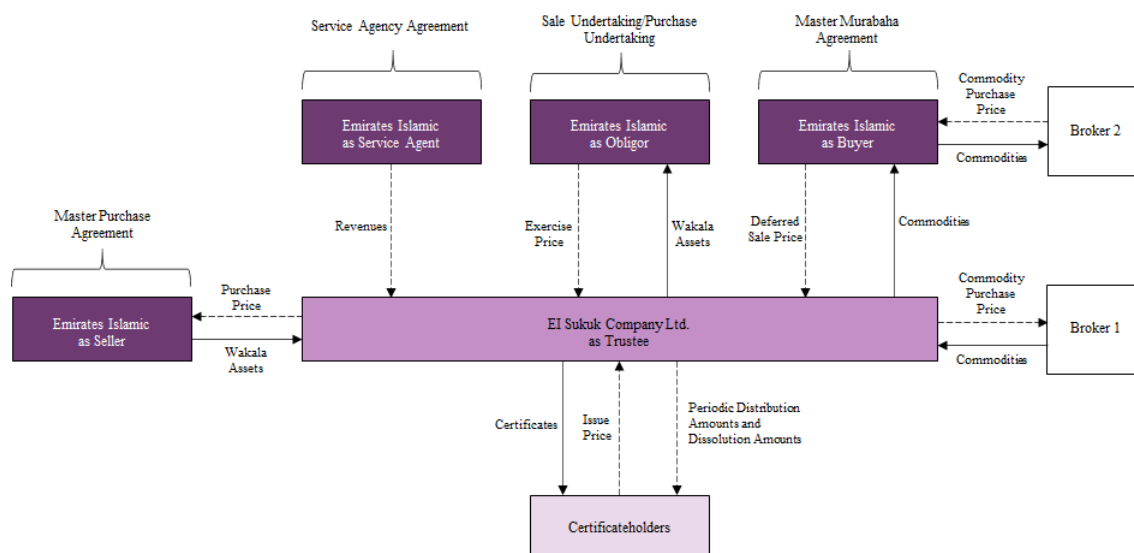 Service Agency Agreement
Sale Undertaking/Purchase
Undertaking
Master Murabaha
Agreement
Emirates Islamic
as Service Agent
Emirates Islamic
as Obligor
Emirates Islamic
as Buyer
Commodity
Purchase
Price
Commodities
Broker 2
Master Purchase
Agreement
Revenues
Exercise
Price
Wakala
Assets
Deferred
Sale Price
Commodities
Emirates Islamic
as Seller
Purchase
Price
Wakala
Assets
EI Sukuk Company Ltd.
as Trustee
Commodity
Purchase
Price
Commodities
Broker 1
Certificates
Issue
Price
Periodic Distribution
Amounts and
Dissolution Amounts
Certificateholders